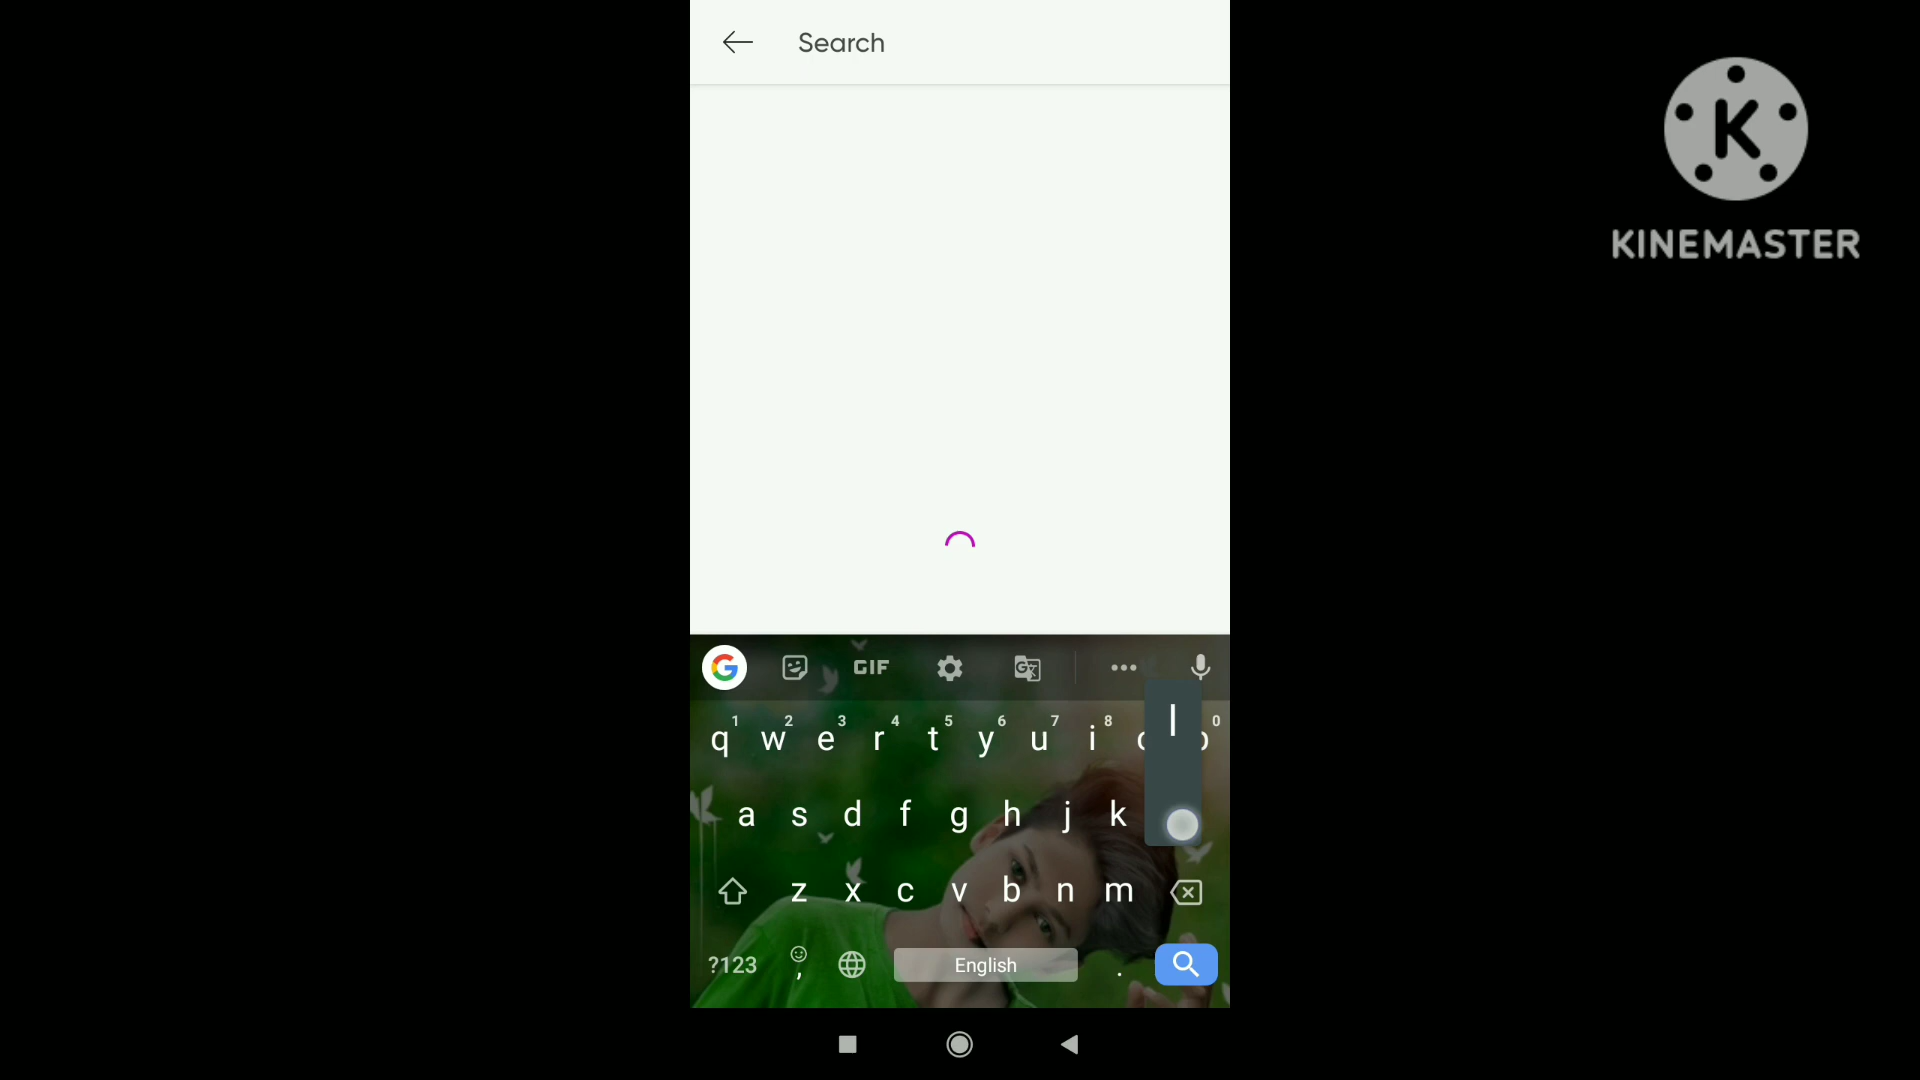 Search
K
KINEMASTER
GIF
1 2 3 4 5 6 7 8 0
q w e r t y u i
l
a s d f g h j k
z x c v b n m
?123 , English .